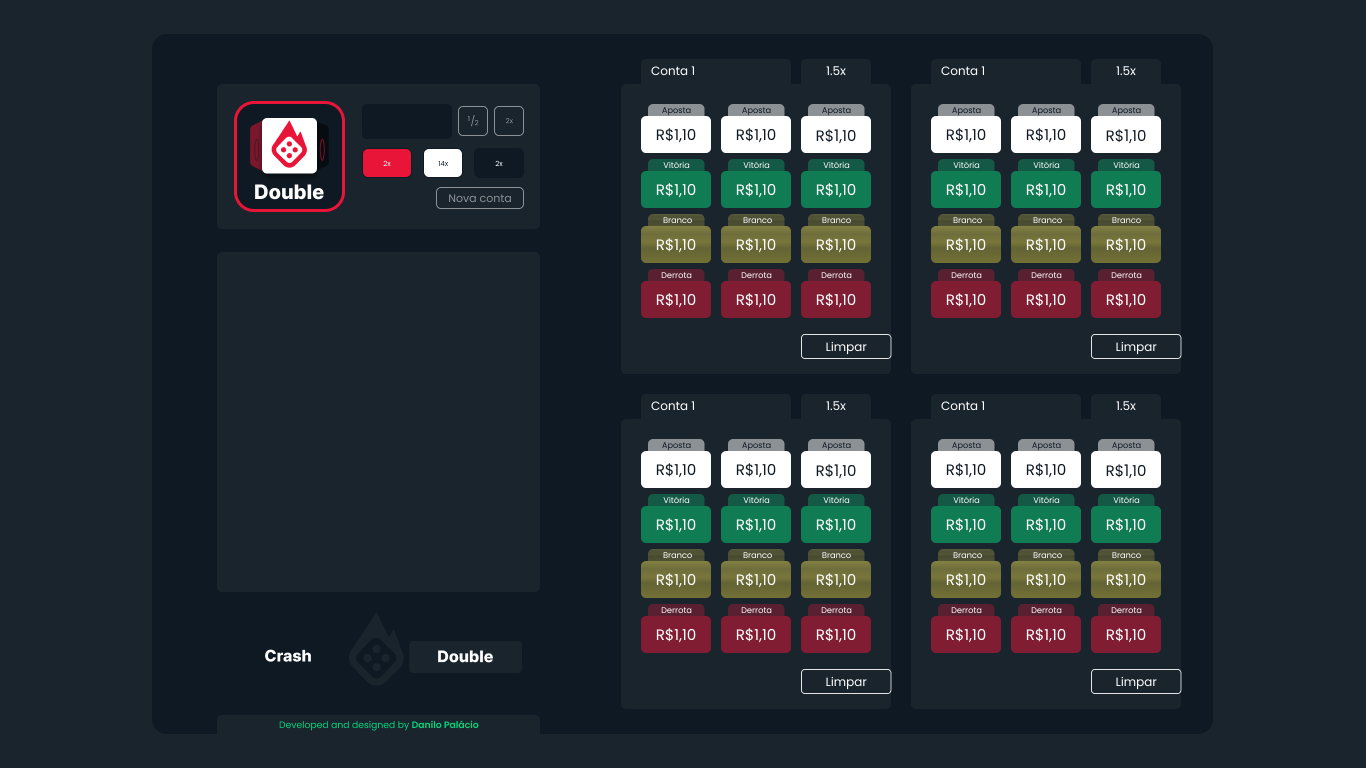 ½ 2x
2x 14x 2x
Double
Nova conta
Crash Double
Developed and designed by Danilo Palácio
Conta 1 1.5x
Aposta Aposta Aposta
R$1,10 R$1,10 R$1,10
Vitória Vitória Vitória
R$1,10 R$1,10 R$1,10
Branco Branco Branco
R$1,10 R$1,10 R$1,10
Derrota Derrota Derrota
R$1,10 R$1,10 R$1,10
Limpar
Conta 1 1.5x
Aposta Aposta Aposta
R$1,10 R$1,10 R$1,10
Vitória Vitória Vitória
R$1,10 R$1,10 R$1,10
Branco Branco Branco
R$1,10 R$1,10 R$1,10
Derrota Derrota Derrota
R$1,10 R$1,10 R$1,10
Limpar
Conta 1 1.5x
Aposta Aposta Aposta
R$1,10 R$1,10 R$1,10
Vitória Vitória Vitória
R$1,10 R$1,10 R$1,10
Branco Branco Branco
R$1,10 R$1,10 R$1,10
Derrota Derrota Derrota
R$1,10 R$1,10 R$1,10
Limpar
Conta 1 1.5x
Aposta Aposta Aposta
R$1,10 R$1,10 R$1,10
Vitória Vitória Vitória
R$1,10 R$1,10 R$1,10
Branco Branco Branco
R$1,10 R$1,10 R$1,10
Derrota Derrota Derrota
R$1,10 R$1,10 R$1,10
Limpar